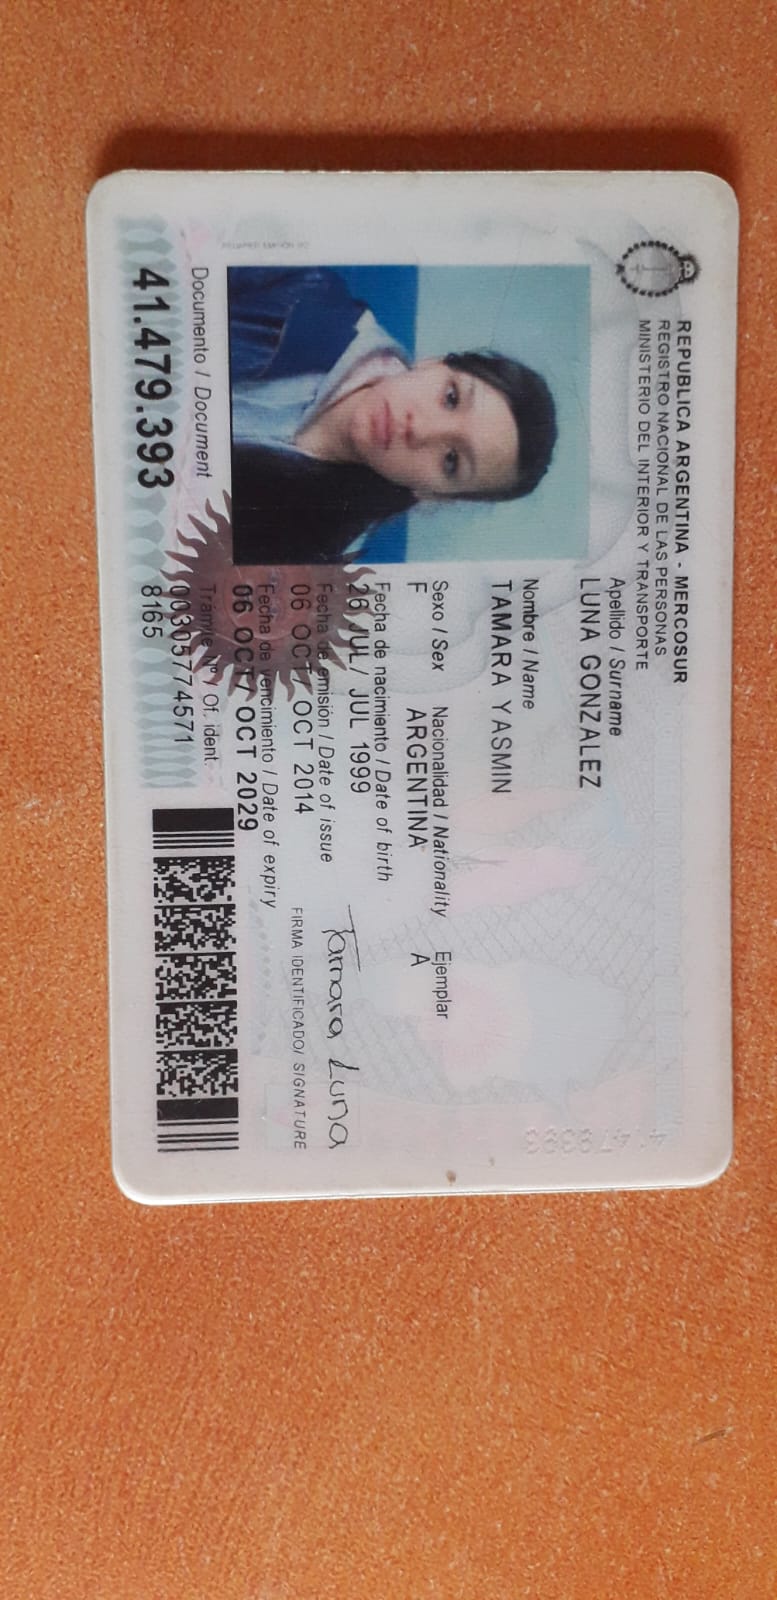 REPUBLICA ARGENTINA - MERCOSUR
REGISTRO NACIONAL DE LAS PERSONAS
MINISTERIO DEL INTERIOR Y TRANSPORTE
Apellido / Surname
LUNA GONZALEZ
Nombre / Name
TAMARA YASMIN
Sexo / Sex Nacionalidad / Nationality Ejemplar
F ARGENTINA A
Fecha de nacimiento / Date of birth
26 JUL/ JUL 1999
Fecha de emisión / Date of issue
06 OCT/ OCT 2014
Fecha de vencimiento / Date of expiry
06 OCT/ OCT 2029
Tamara Luna
FIRMA IDENTIFICADO/ SIGNATURE
Documento / Document
41.479.393
Trámite Nº / Of. ident.
00305774571
8165